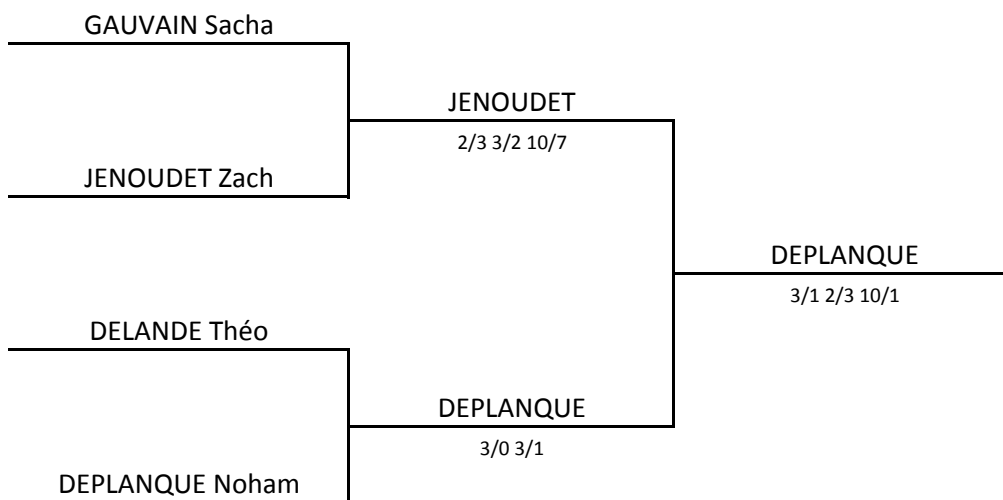 GAUVAIN Sacha
JENOUDET
2/3 3/2 10/7
JENOUDET Zach
DEPLANQUE
3/1 2/3 10/1
DELANDE Théo
DEPLANQUE
3/0 3/1
DEPLANQUE Noham